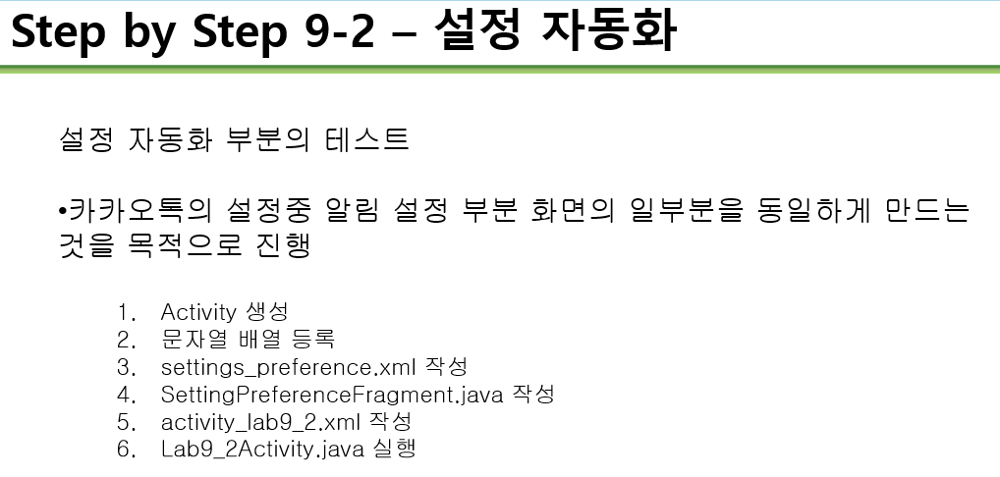 Step by Step 9-2 – 설정 자동화
설정 자동화 부분의 테스트
•카카오톡의 설정중 알림 설정 부분 화면의 일부분을 동일하게 만드는
것을 목적으로 진행
1. Activity 생성
2. 문자열 배열 등록
3. settings_preference.xml 작성
4. SettingPreferenceFragment.java 작성
5. activity_lab9_2.xml 작성
6. Lab9_2Activity.java 실행